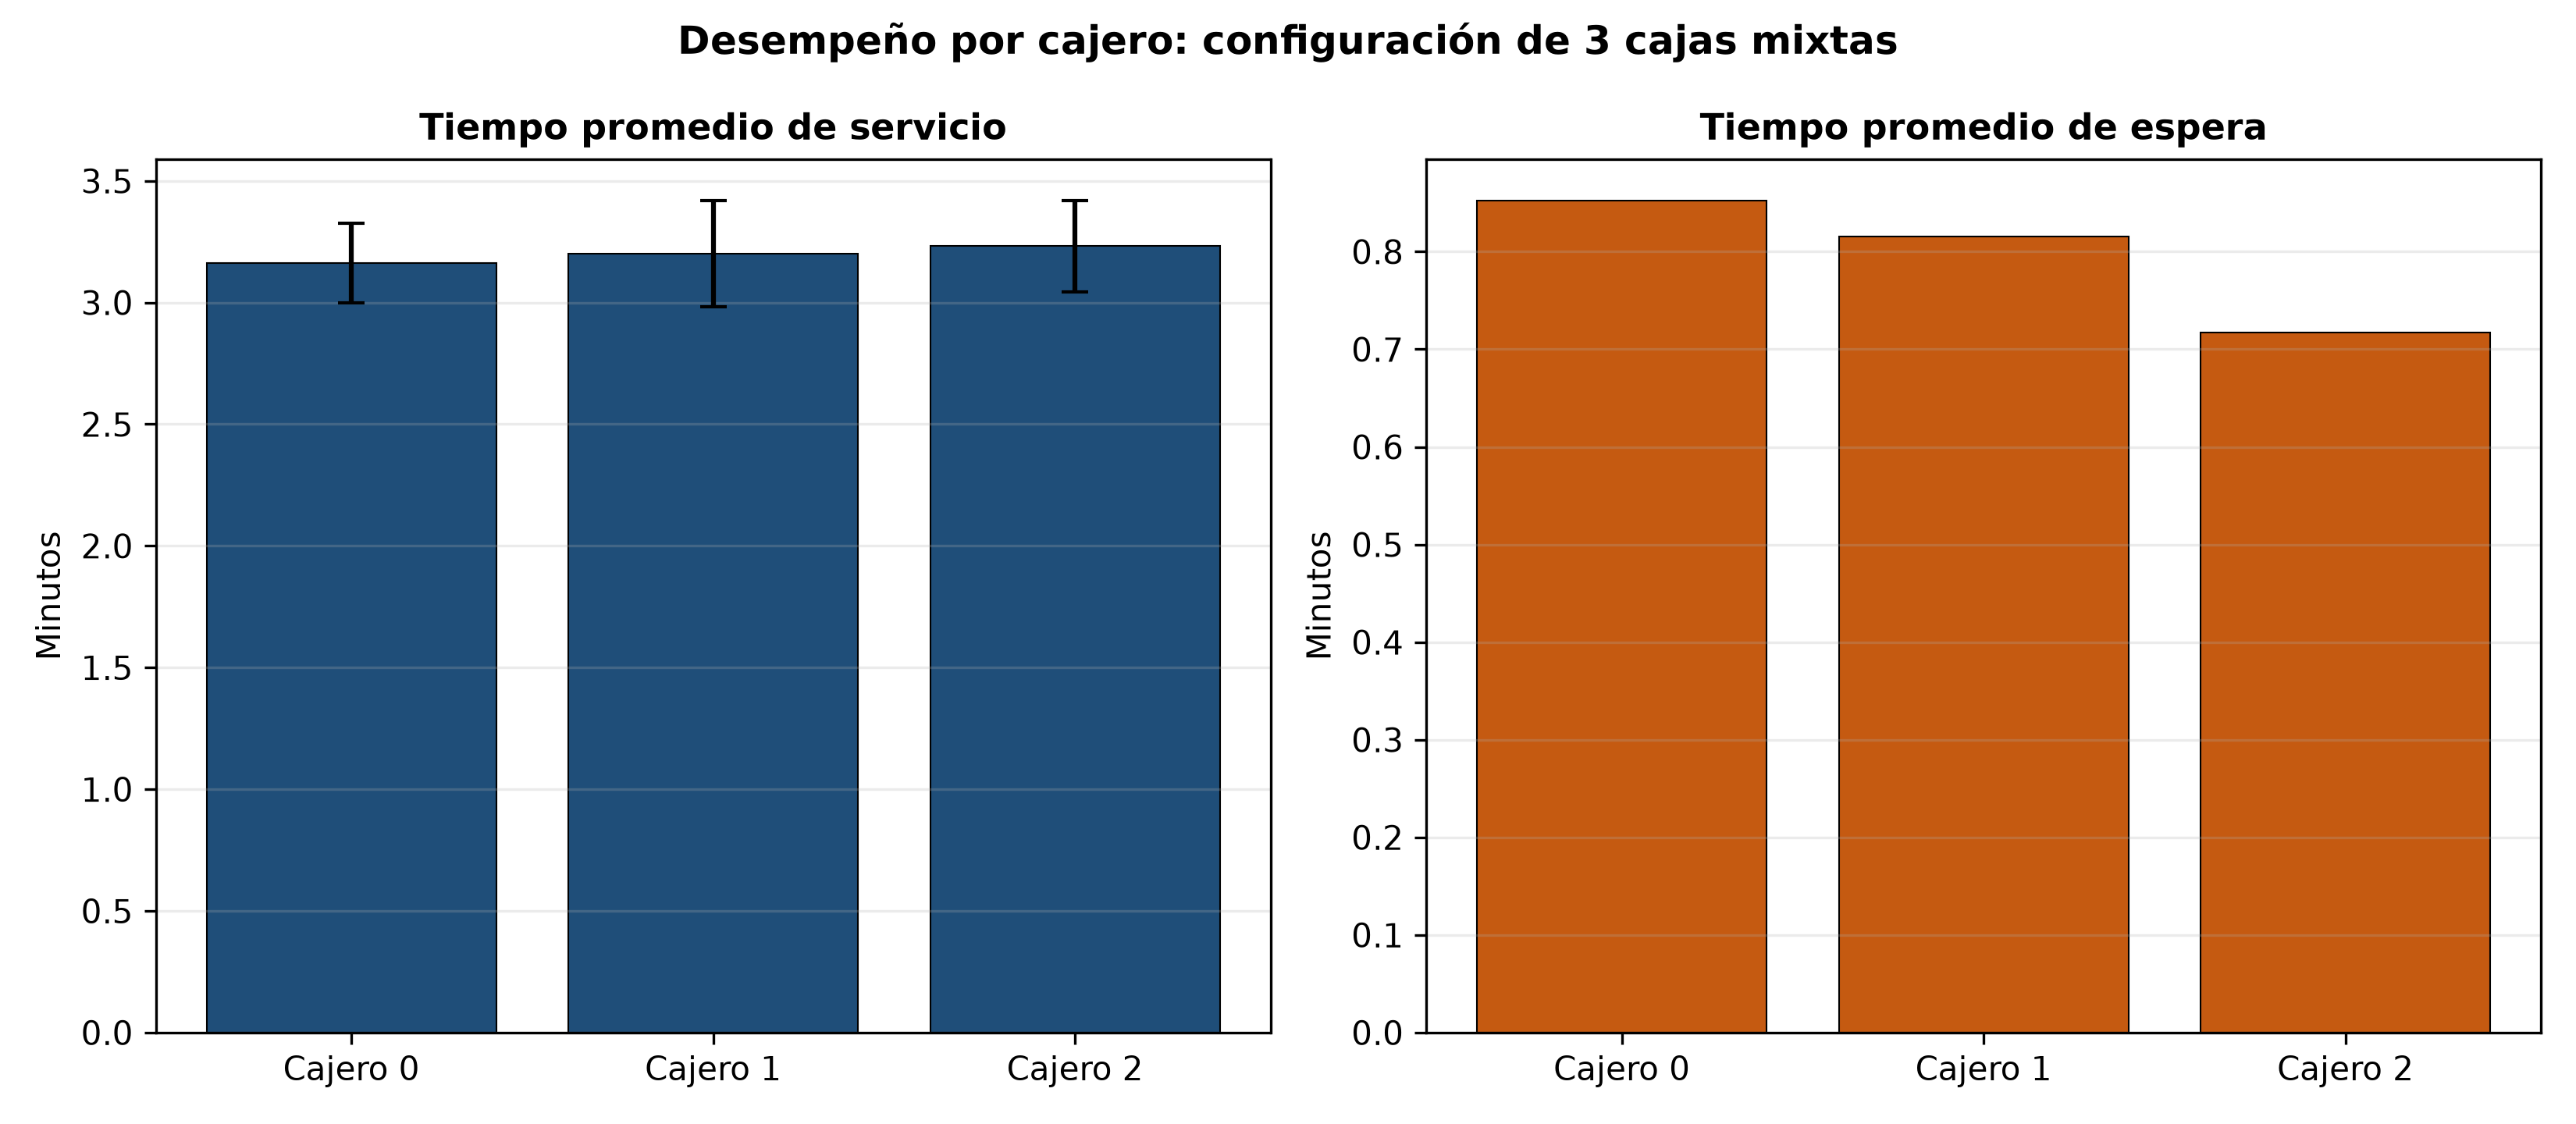 Desempeño por cajero: configuración de 3 cajas mixtas
Tiempo promedio de servicio
Minutos
3.5
3.0
2.5
2.0
1.5
1.0
0.5
0.0
Cajero 0
Cajero 1
Cajero 2
Tiempo promedio de espera
Minutos
0.8
0.7
0.6
0.5
0.4
0.3
0.2
0.1
0.0
Cajero 0
Cajero 1
Cajero 2